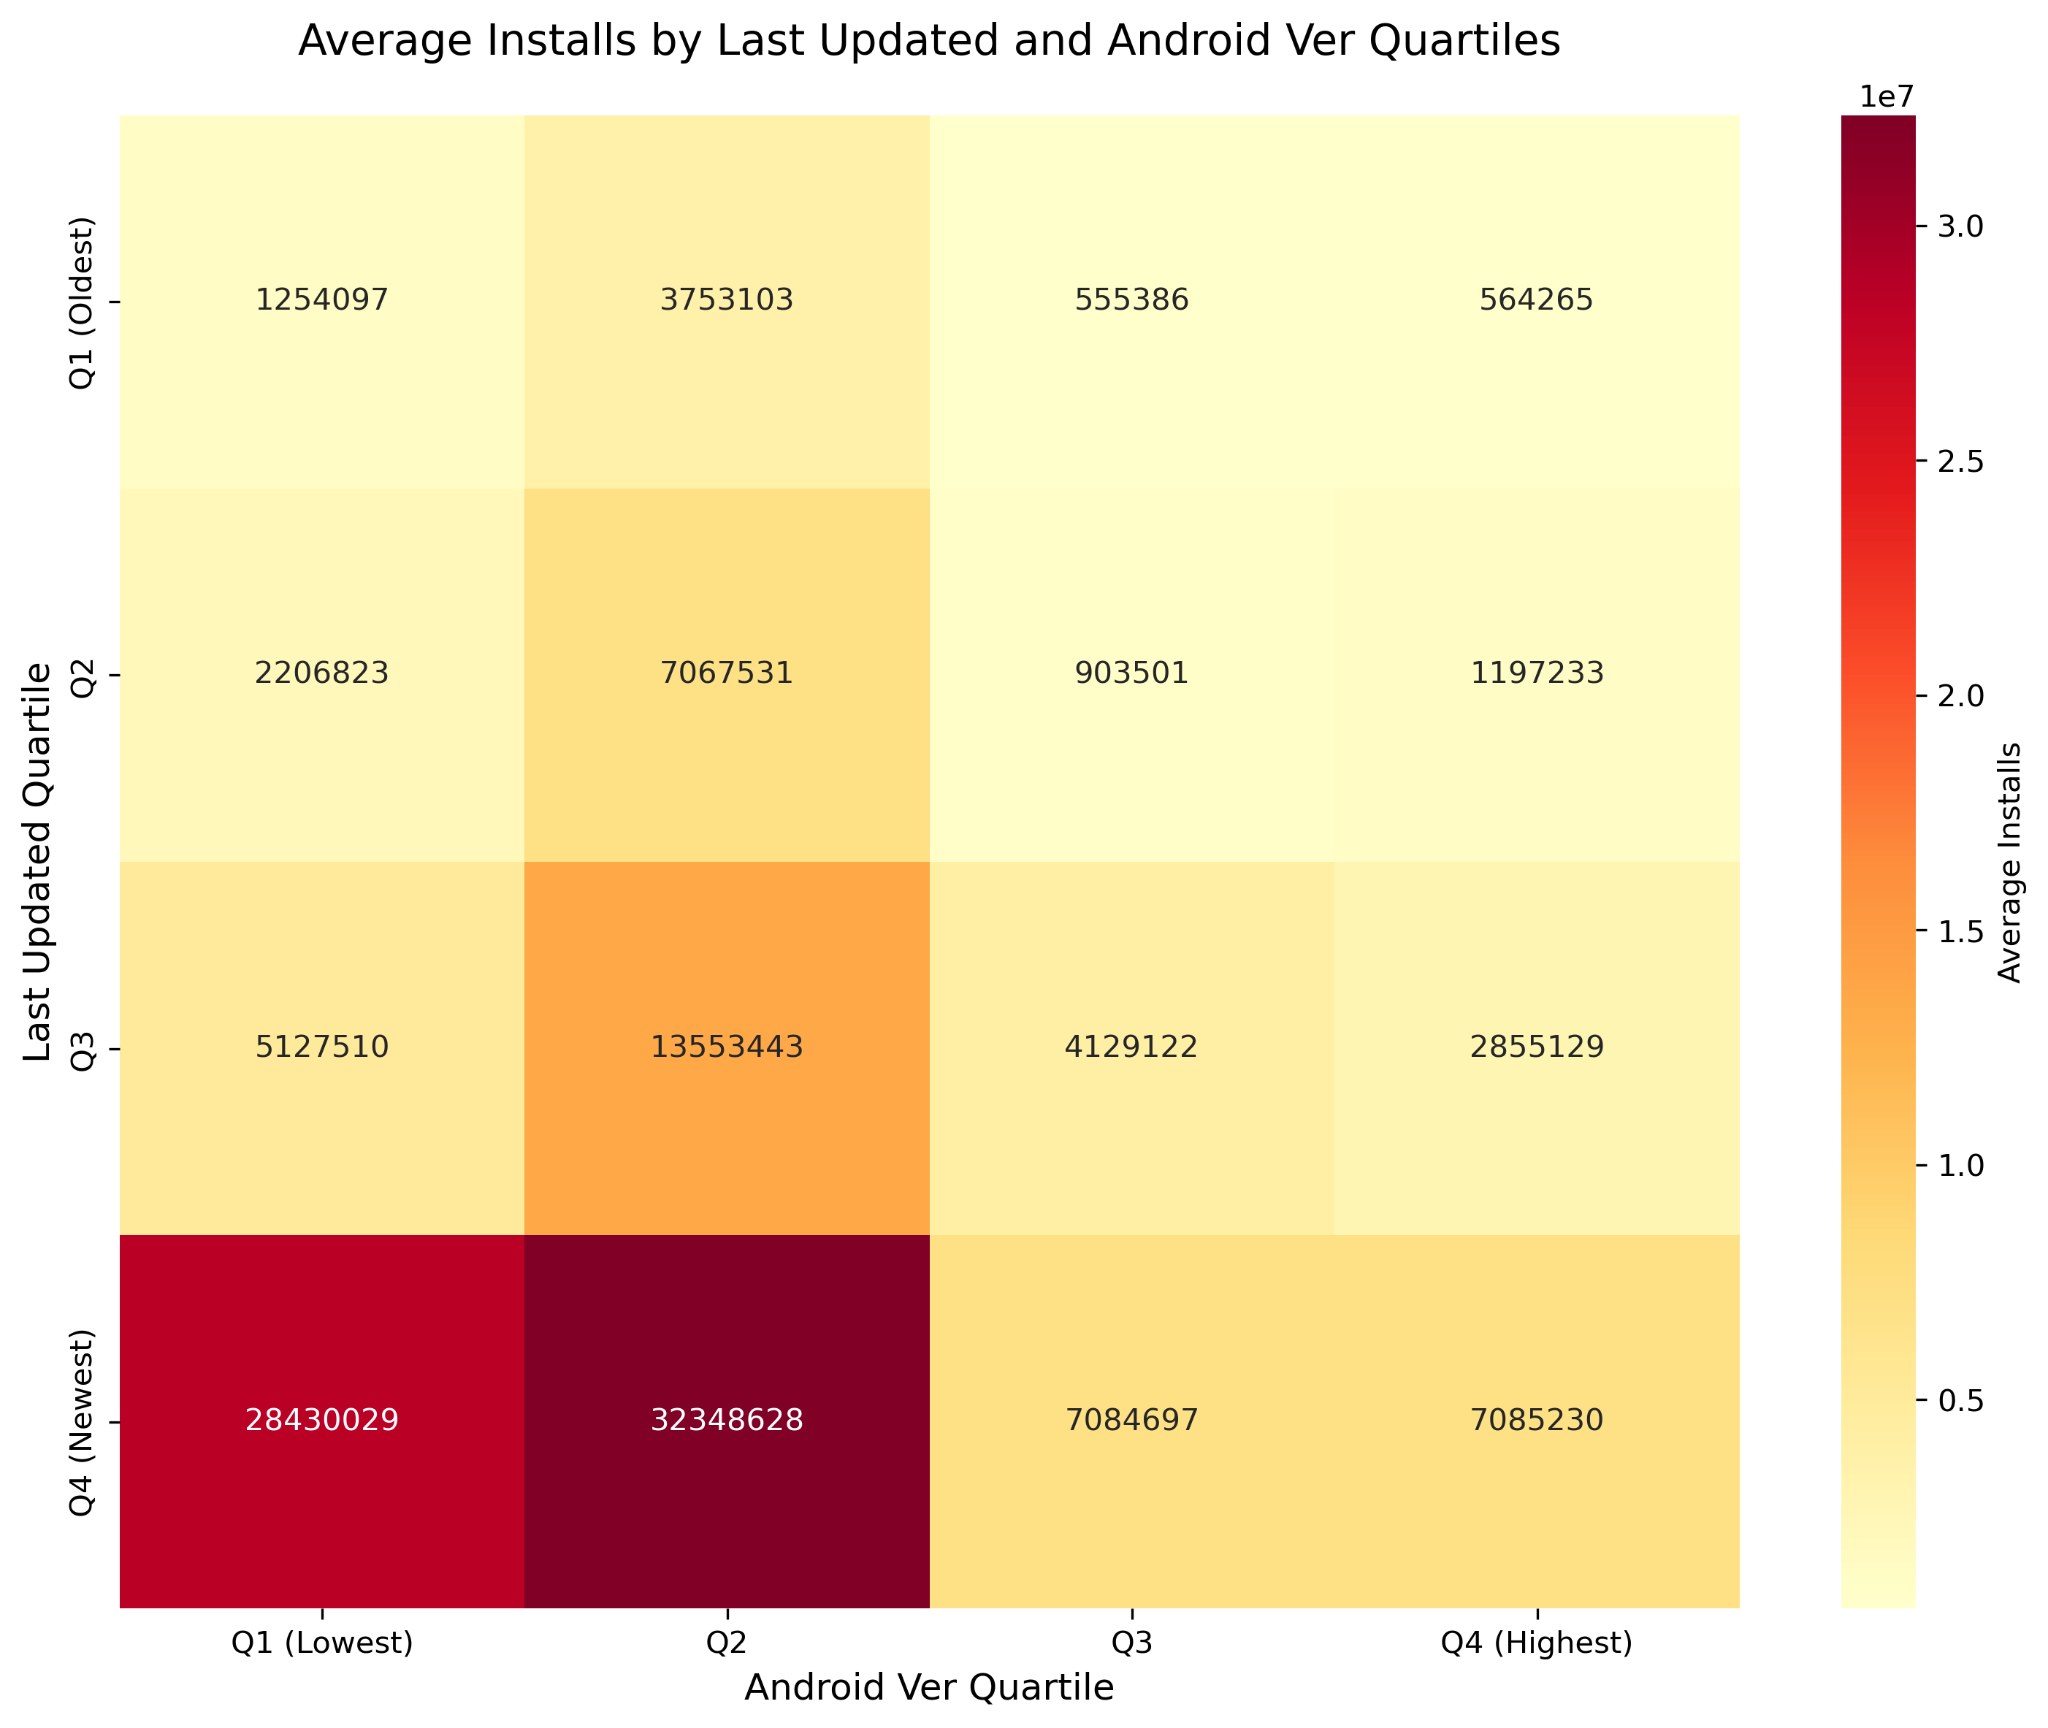 Average Installs by Last Updated and Android Ver Quartiles
1e7
Last Updated Quartile
Q1 (Oldest)
1254097 3753103 555386 564265
Q2
2206823 7067531 903501 1197233
Q3
5127510 13553443 4129122 2855129
Q4 (Newest)
28430029 32348628 7084697 7085230
Q1 (Lowest) Q2 Q3 Q4 (Highest)
Android Ver Quartile
3.0
2.5
2.0
1.5
1.0
0.5
Average Installs